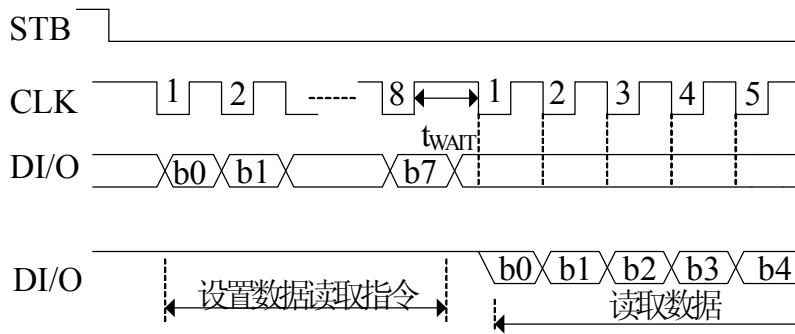 STB
CLK 1 2 8 1 2 3 4 5
tWAIT
DI/O b0 b1 b7
DI/O b0 b1 b2 b3 b4
设置数据读取指令 读取数据